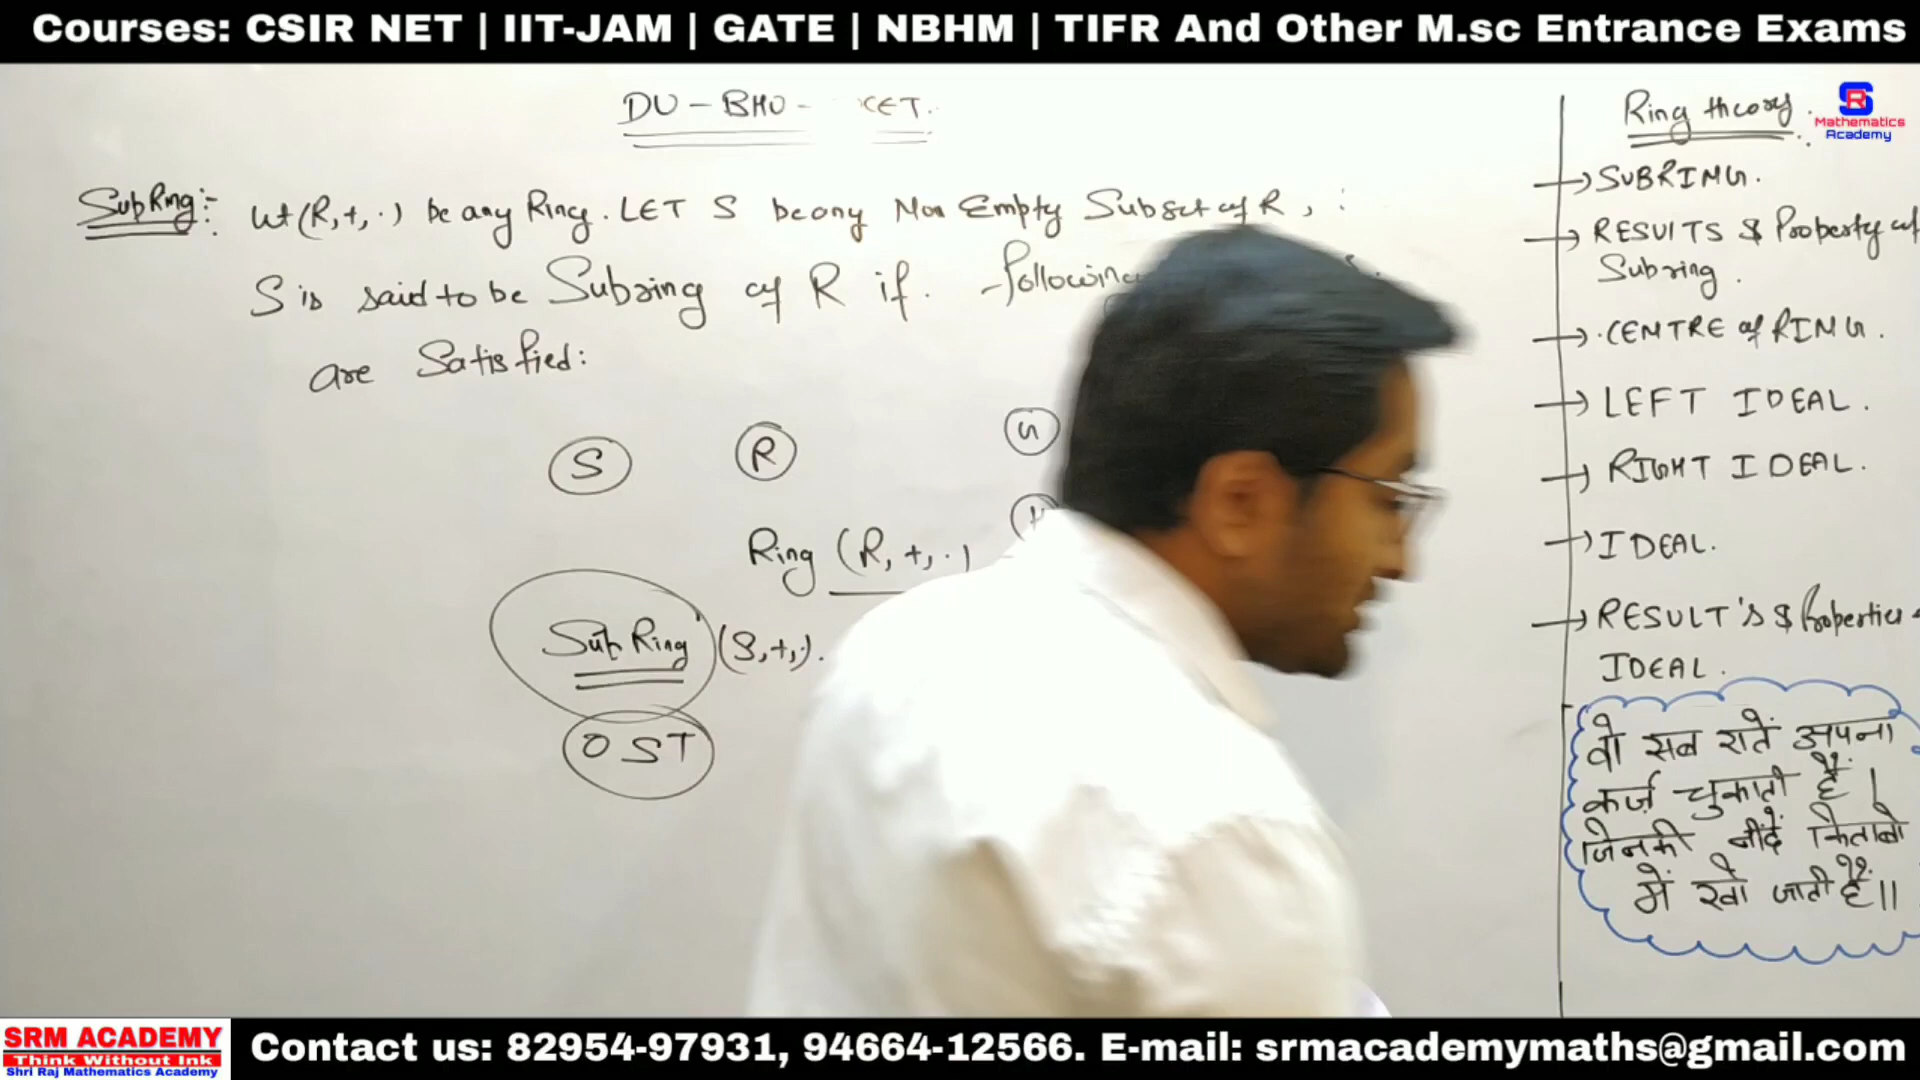 Courses: CSIR NET | IIT-JAM | GATE | NBHM | TIFR And Other M.sc Entrance Exams
DU - BHU - CET.
SubRing:- Let (R,+,·) be any Ring. LET S be any Non Empty Subset of R, :
S is said to be Subring of R if. following
are Satisfied:
S R G
H
Ring (R,+,·)
SubRing (S,+,·).
OST
Ring theory.
SR
Mathematics
Academy
→ SUBRING.
→ RESULTS & Property of
Subring.
→ CENTRE of RING.
→ LEFT IDEAL.
→ RIGHT IDEAL.
→ IDEAL.
→ RESULT'S & Properties
IDEAL.
वो सब रातें अपना
कर्ज़ चुकाती हैं।
जिनकी नींदें किताबो
में खो जाती हैं॥
SRM ACADEMY
Think Without Ink
Shri Raj Mathematics Academy
Contact us: 82954-97931, 94664-12566. E-mail: srmacademymaths@gmail.com